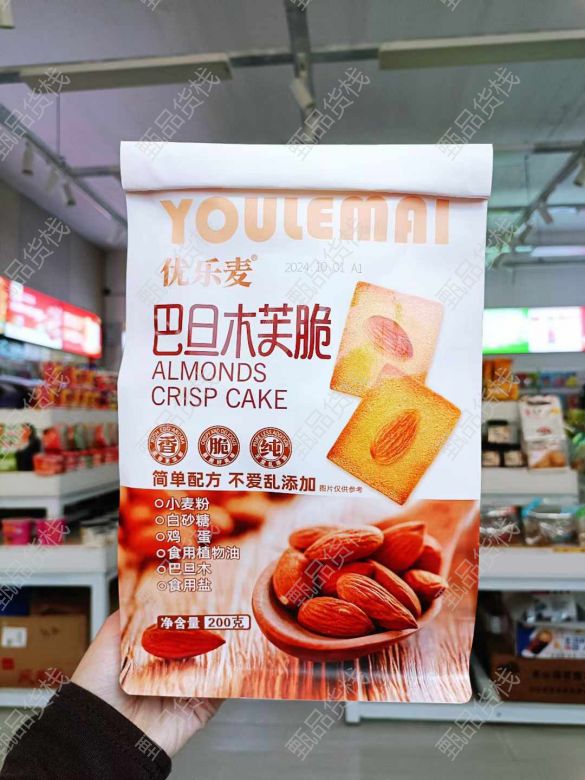 YOULEMAI
优乐麦®
2024.10.01 A1
巴旦木芙脆
ALMONDS
CRISP CAKE
香 脆 纯
简单配方 不爱乱添加
图片仅供参考
小麦粉
白砂糖
鸡 蛋
食用植物油
巴旦木
食用盐
净含量 200克
甄品货栈